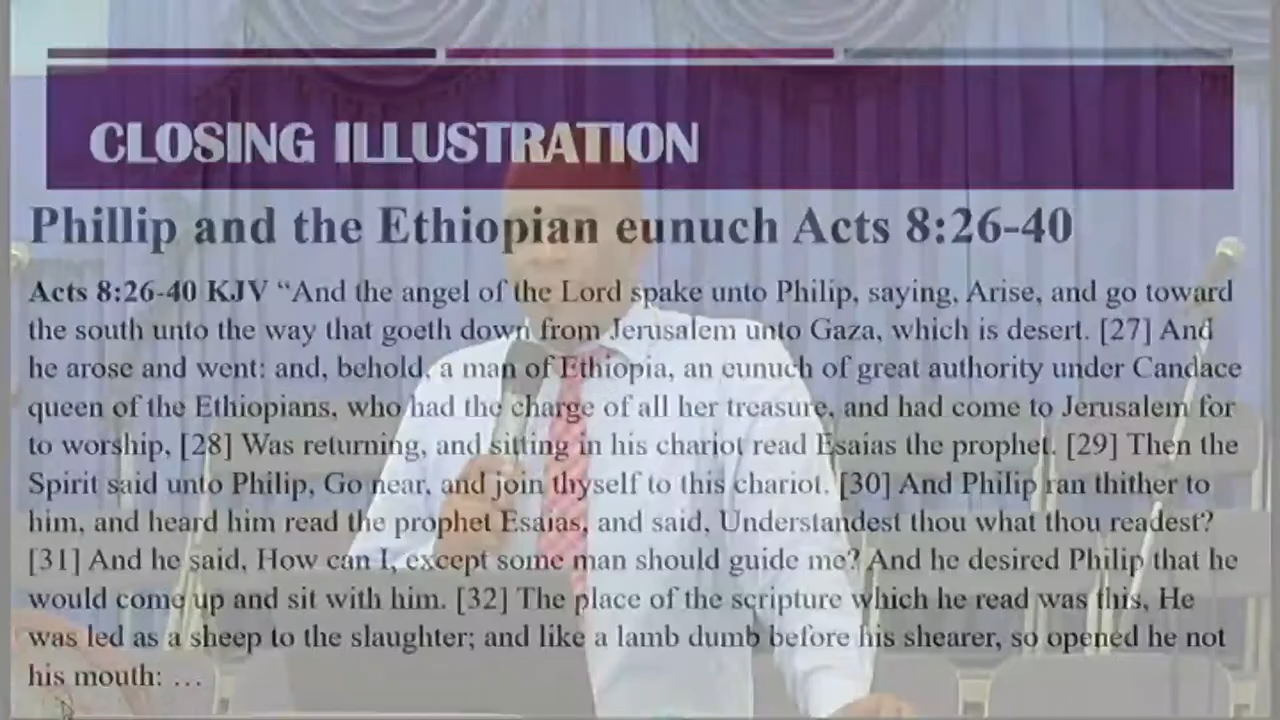 CLOSING ILLUSTRATION
Phillip and the Ethiopian eunuch Acts 8:26-40
Acts 8:26-40 KJV “And the angel of the Lord spake unto Philip, saying, Arise, and go toward
the south unto the way that goeth down from Jerusalem unto Gaza, which is desert. [27] And
he arose and went: and, behold, a man of Ethiopia, an eunuch of great authority under Candace
queen of the Ethiopians, who had the charge of all her treasure, and had come to Jerusalem for
to worship, [28] Was returning, and sitting in his chariot read Esaias the prophet. [29] Then the
Spirit said unto Philip, Go near, and join thyself to this chariot. [30] And Philip ran thither to
him, and heard him read the prophet Esaias, and said, Understandest thou what thou readest?
[31] And he said, How can I, except some man should guide me? And he desired Philip that he
would come up and sit with him. [32] The place of the scripture which he read was this, He
was led as a sheep to the slaughter; and like a lamb dumb before his shearer, so opened he not
his mouth: …